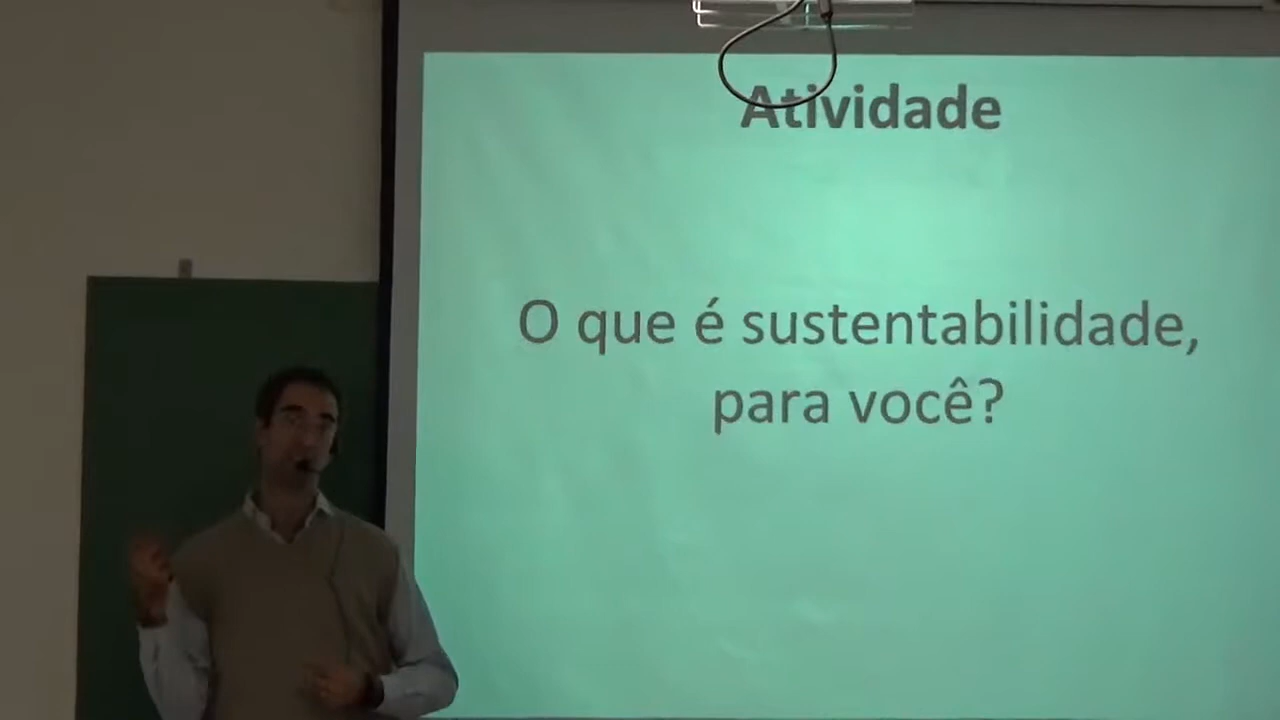 Atividade
O que é sustentabilidade,
para você?